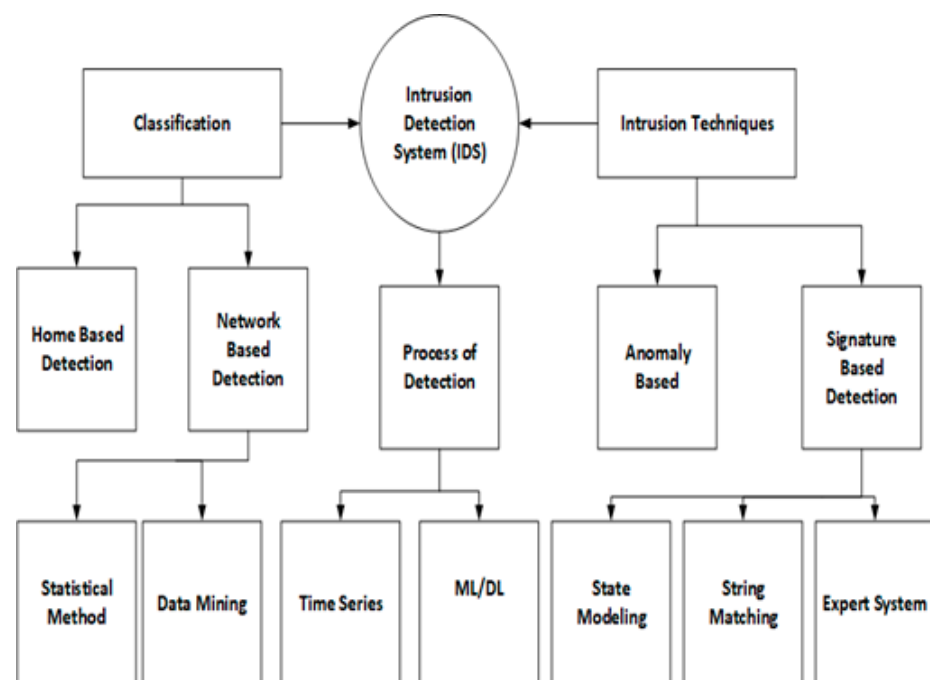 Classification
Intrusion
Detection
System (IDS)
Intrusion Techniques
Home Based
Detection
Network
Based
Detection
Process of
Detection
Anomaly
Based
Signature
Based
Detection
Statistical
Method
Data Mining
Time Series
ML/DL
State
Modeling
String
Matching
Expert System